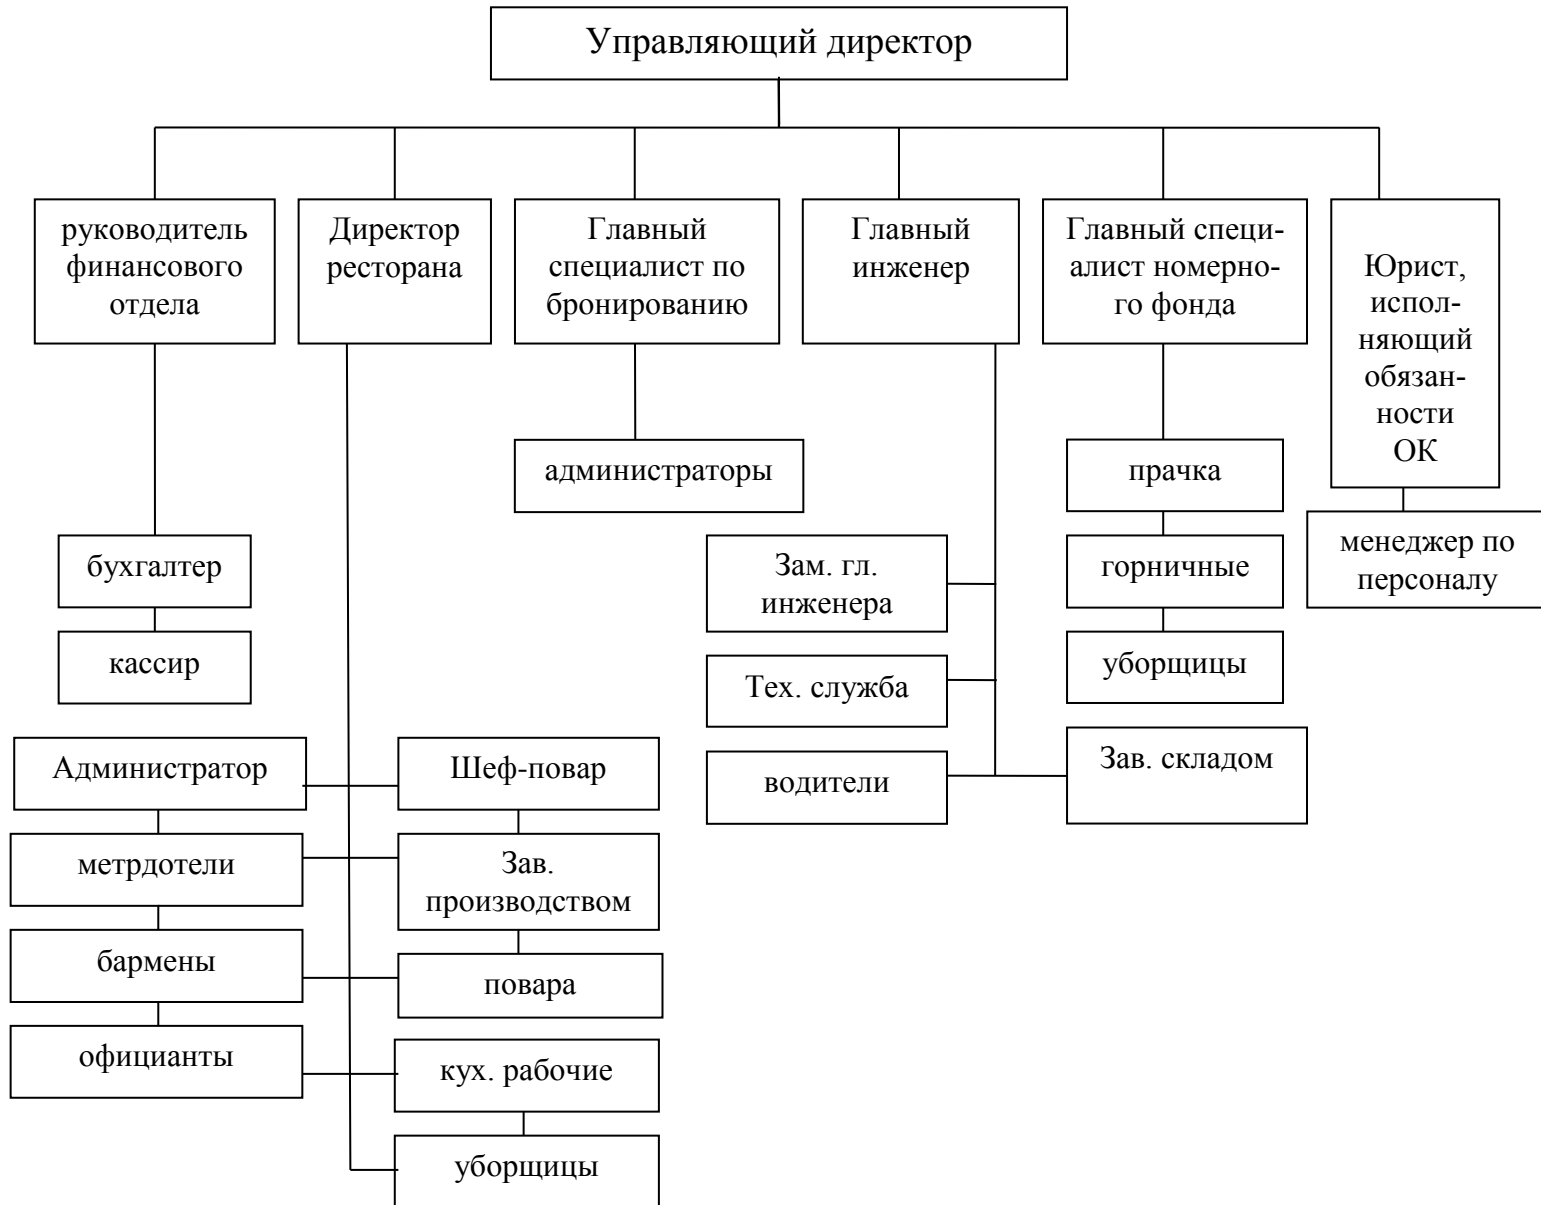 Управляющий директор
руководитель
финансового
отдела
Директор
ресторана
Главный
специалист по
бронированию
Главный
инженер
Главный специ-
алист номерно-
го фонда
Юрист,
испол-
няющий
обязан-
ности
ОК
администраторы
прачка
менеджер по
персоналу
бухгалтер
Зам. гл.
инженера
горничные
кассир
Тех. служба
уборщицы
Администратор
Шеф-повар
водители
Зав. складом
метрдотели
Зав.
производством
бармены
повара
официанты
кух. рабочие
уборщицы